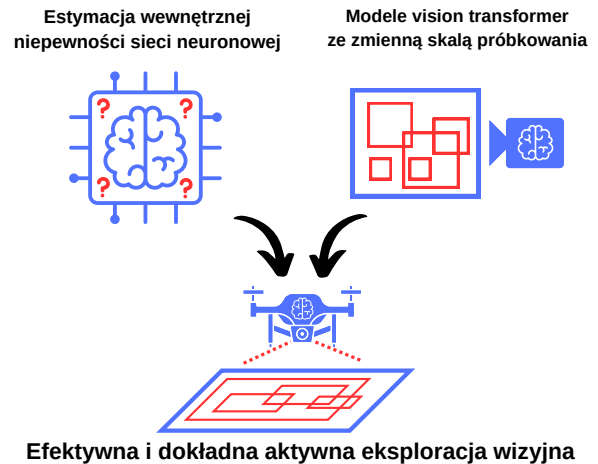 Estymacja wewnętrznej
niepewności sieci neuronowej
Modele vision transformer
ze zmienną skalą próbkowania
? ?
? ?
Efektywna i dokładna aktywna eksploracja wizyjna